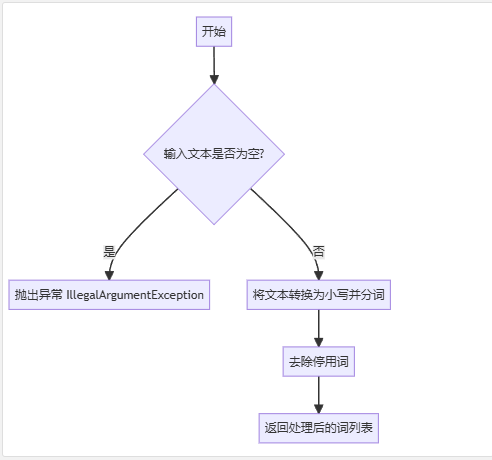 开始
输入文本是否为空?
是
否
抛出异常 IllegalArgumentException
将文本转换为小写并分词
去除停用词
返回处理后的词列表